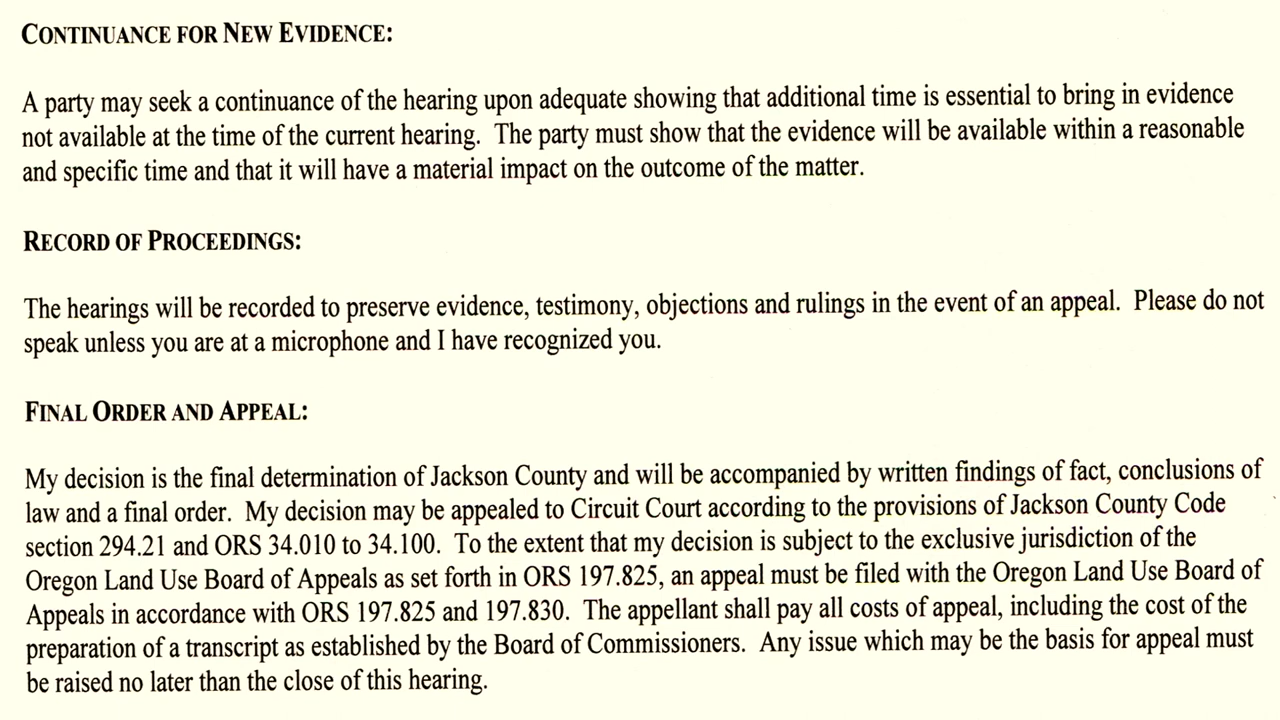 CONTINUANCE FOR NEW EVIDENCE:
A party may seek a continuance of the hearing upon adequate showing that additional time is essential to bring in evidence
not available at the time of the current hearing.  The party must show that the evidence will be available within a reasonable
and specific time and that it will have a material impact on the outcome of the matter.
RECORD OF PROCEEDINGS:
The hearings will be recorded to preserve evidence, testimony, objections and rulings in the event of an appeal.  Please do not
speak unless you are at a microphone and I have recognized you.
FINAL ORDER AND APPEAL:
My decision is the final determination of Jackson County and will be accompanied by written findings of fact, conclusions of
law and a final order.  My decision may be appealed to Circuit Court according to the provisions of Jackson County Code
section 294.21 and ORS 34.010 to 34.100.  To the extent that my decision is subject to the exclusive jurisdiction of the
Oregon Land Use Board of Appeals as set forth in ORS 197.825, an appeal must be filed with the Oregon Land Use Board of
Appeals in accordance with ORS 197.825 and 197.830.  The appellant shall pay all costs of appeal, including the cost of the
preparation of a transcript as established by the Board of Commissioners.  Any issue which may be the basis for appeal must
be raised no later than the close of this hearing.